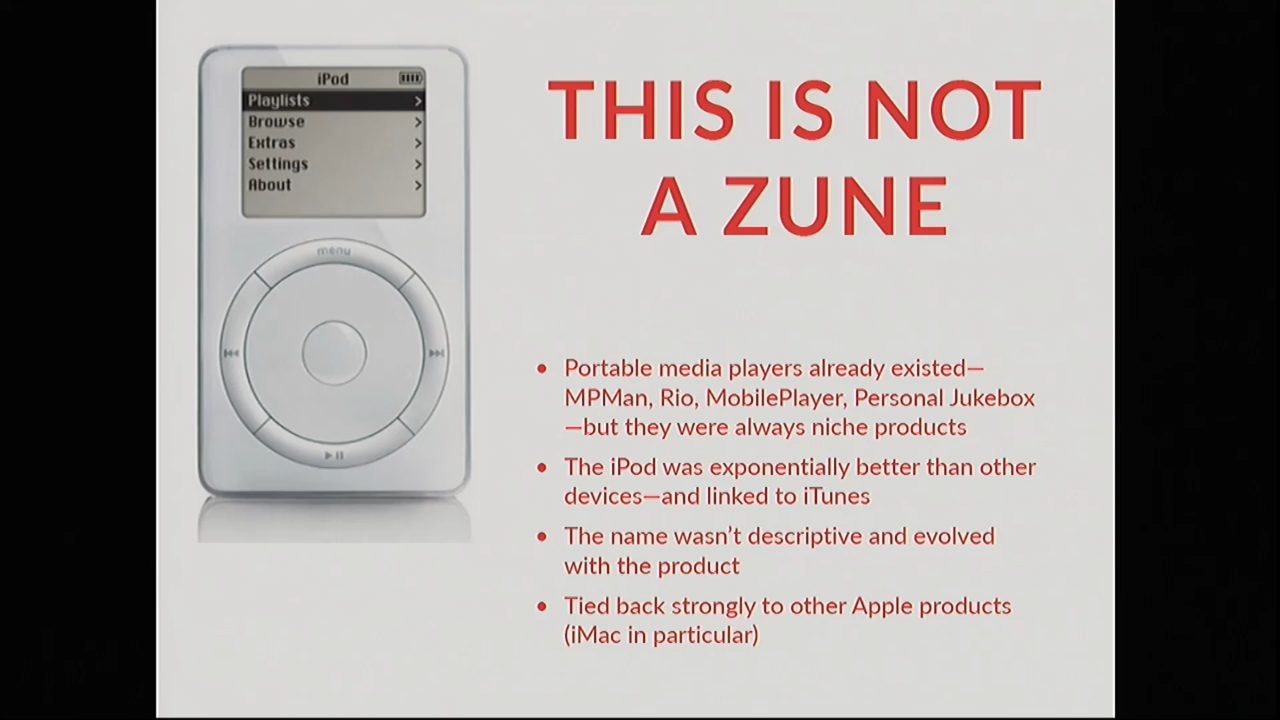 iPod
Playlists >
Browse >
Extras >
Settings >
About >
menu
THIS IS NOT
A ZUNE
• Portable media players already existed—
MPMan, Rio, MobilePlayer, Personal Jukebox
—but they were always niche products
• The iPod was exponentially better than other
devices—and linked to iTunes
• The name wasn’t descriptive and evolved
with the product
• Tied back strongly to other Apple products
(iMac in particular)